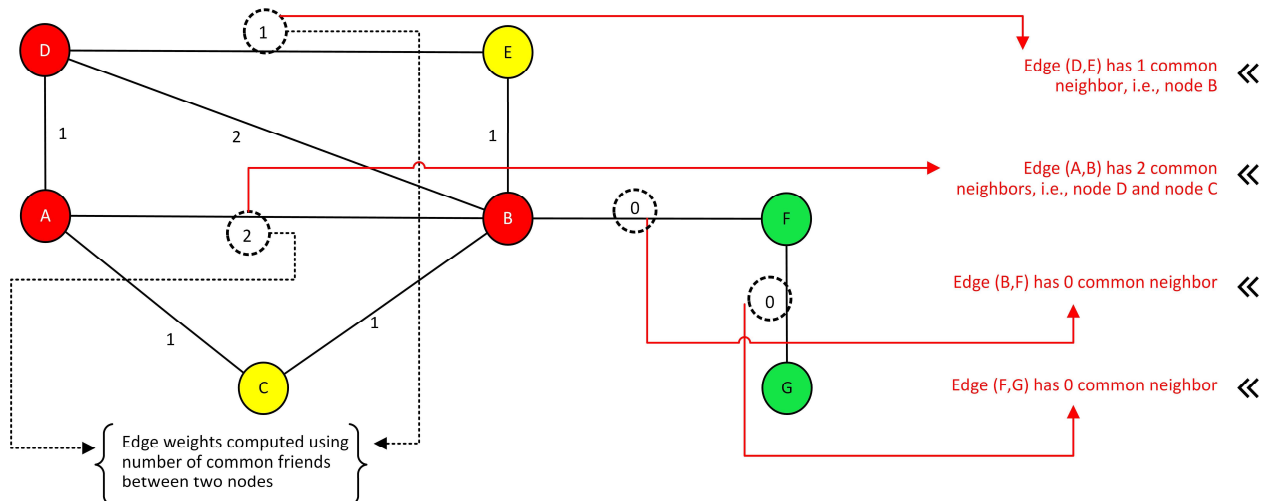 1
D
E
Edge (D,E) has 1 common
neighbor, i.e., node B
1
2
1
Edge (A,B) has 2 common
neighbors, i.e., node D and node C
A
B
0
F
2
Edge (B,F) has 0 common neighbor
0
1
1
C
G
Edge (F,G) has 0 common neighbor
Edge weights computed using
number of common friends
between two nodes